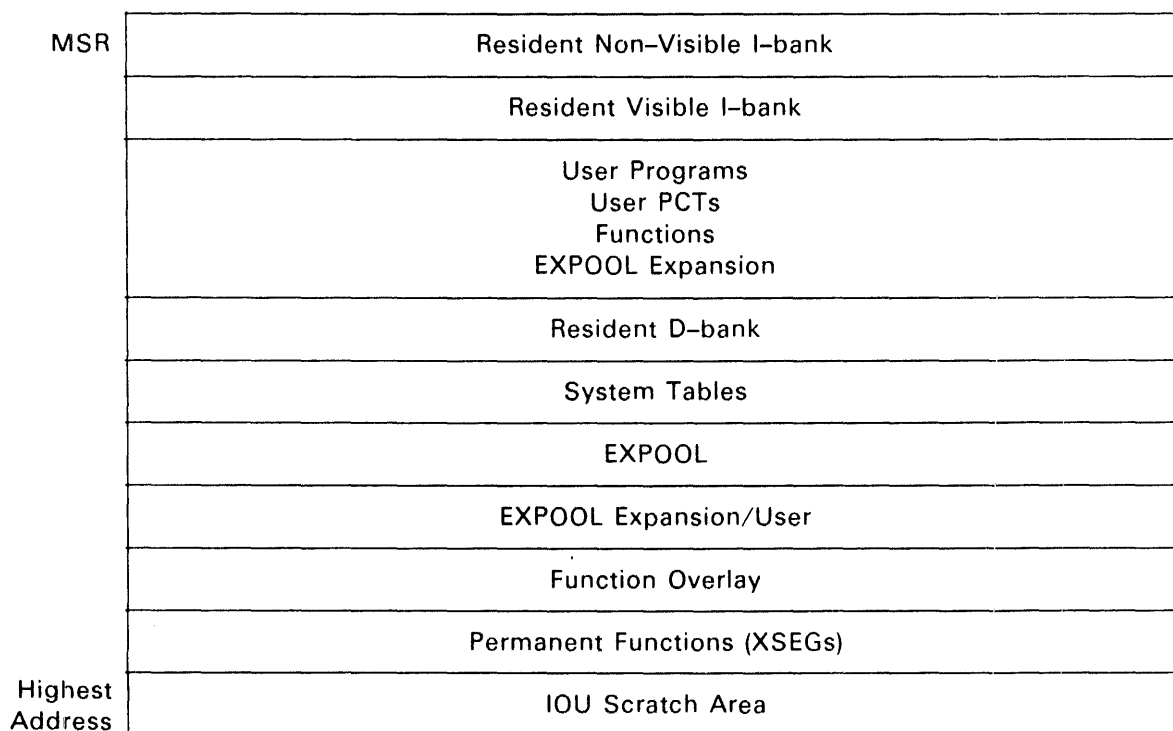 MSR
Resident Non–Visible I–bank
Resident Visible I–bank
User Programs
User PCTs
Functions
EXPOOL Expansion
Resident D–bank
System Tables
EXPOOL
EXPOOL Expansion/User
Function Overlay
Permanent Functions (XSEGs)
Highest
Address
IOU Scratch Area